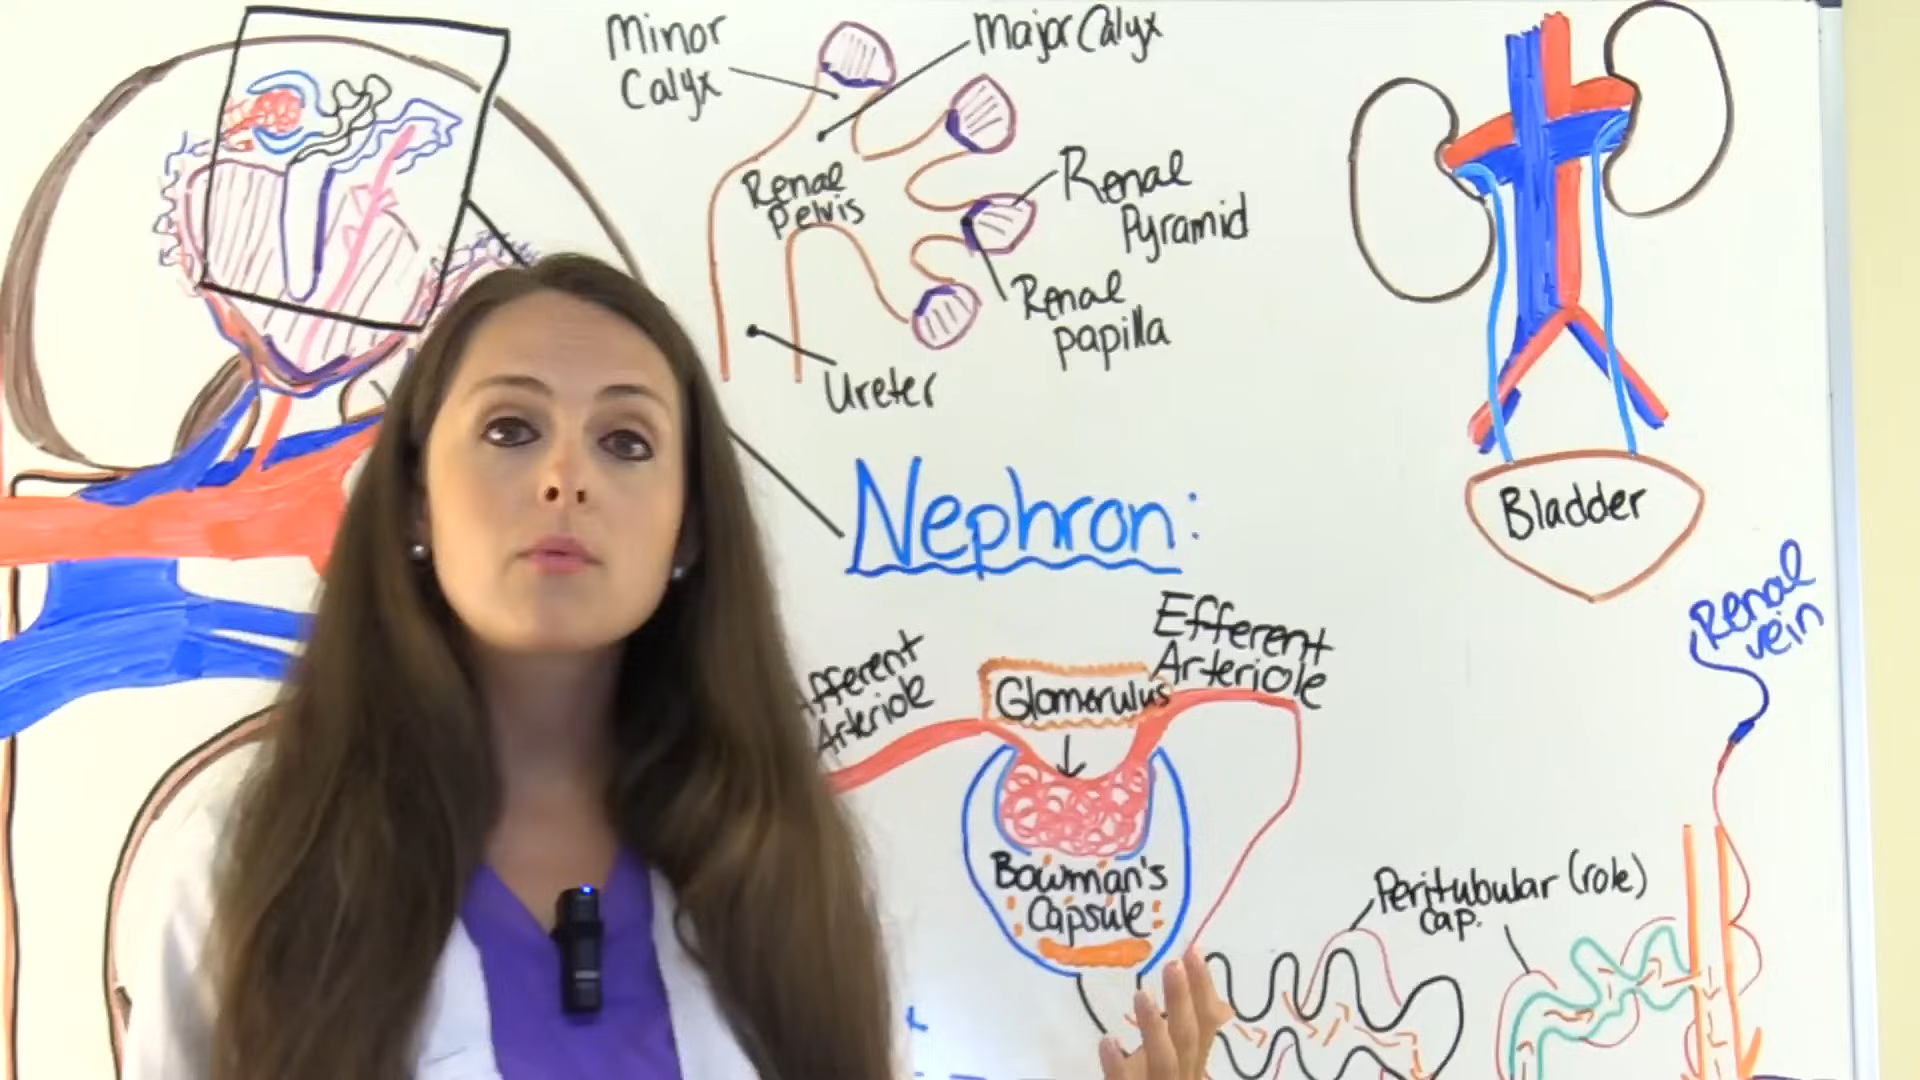 Minor
Calyx
Major Calyx
Renal
Pelvis
Renal
Pyramid
Renal
papilla
Ureter
Nephron:
Bladder
Renal
vein
fferent
Arteriole
Glomerulus
Efferent
Arteriole
Bowman's
Capsule
Peritubular (role)
cap.